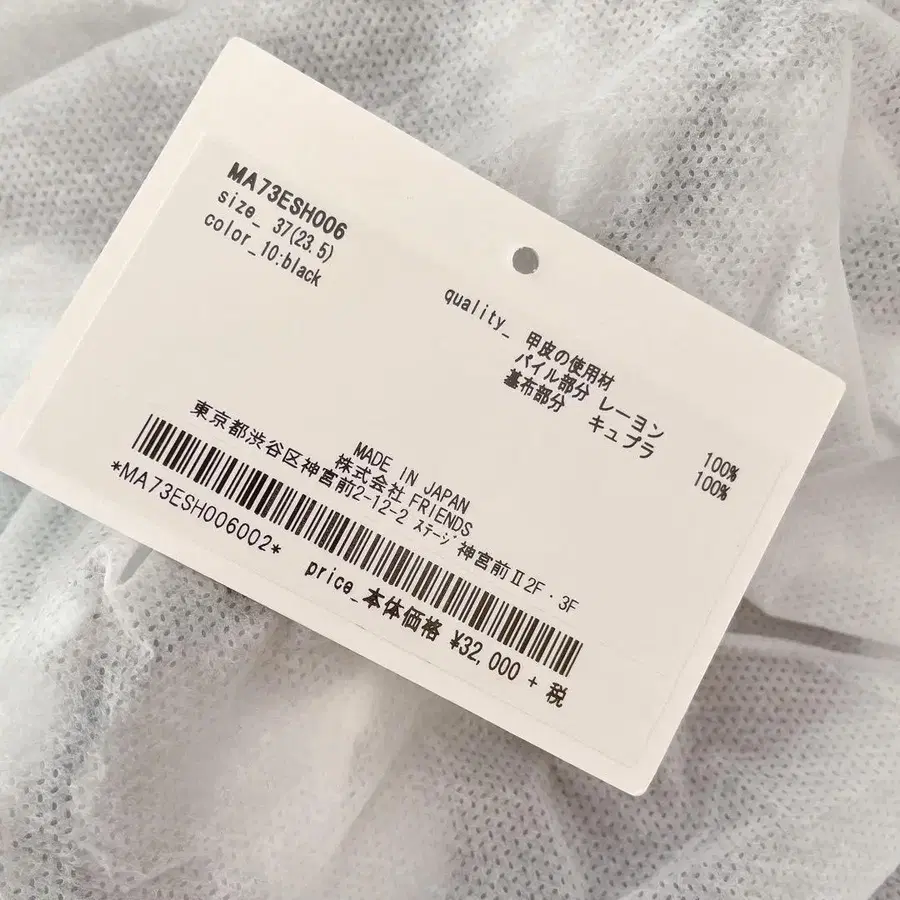 MA73ESH006
size_ 37(23.5)
color_10:black
quality_ 甲皮の使用材
パイル部分 レーヨン 100%
基布部分 キュプラ 100%
MADE IN JAPAN
株式会社 FRIENDS
東京都渋谷区神宮前2-12-2 ステージ神宮前Ⅱ2F・3F
*MA73ESH006002*
price_本体価格 ¥32,000 + 税